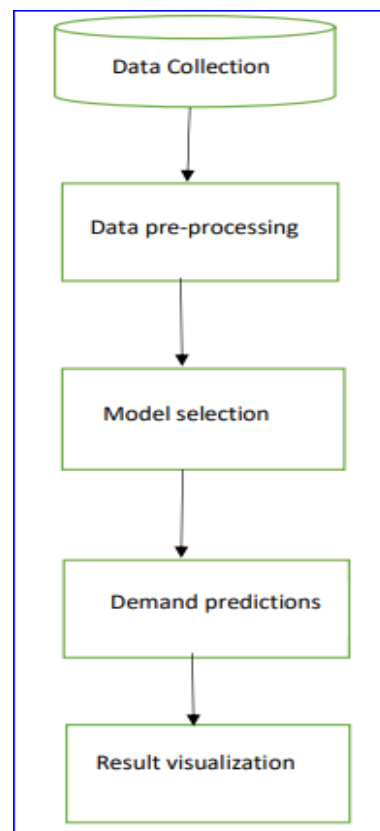 Data Collection
Data pre-processing
Model selection
Demand predictions
Result visualization